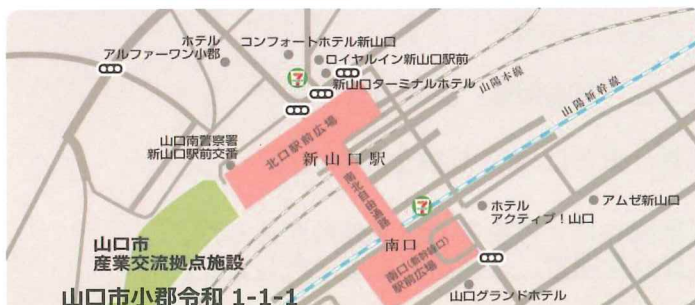 ホテル
アルファーワン小郡
コンフォートホテル新山口
ロイヤルイン新山口駅前
新山口ターミナルホテル
山陽本線
山陽新幹線
7
北口駅前広場
山口南警察署
新山口駅前交番
新山口駅
南北自由通路
7
ホテル
アクティブ!山口
アムゼ新山口
南口
南口(新幹線口)
駅前広場
山口グランドホテル
山口市
産業交流拠点施設
山口市小郡令和 1-1-1